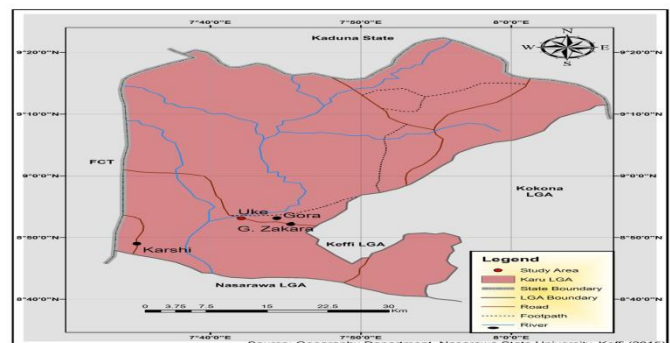 7°40'0"E 7°50'0"E 8°0'0"E
Kaduna State
N
W E
S
9°20'0"N 9°20'0"N
9°10'0"N 9°10'0"N
FCT
9°0'0"N 9°0'0"N
Kokona
LGA
Uke Gora
G. Zakara
Keffi LGA
8°50'0"N 8°50'0"N
Karshi
Nasarawa LGA
8°40'0"N 8°40'0"N
Legend
Study Area
Karu LGA
State Boundary
LGA Boundary
Road
Footpath
River
0 3.75 7.5 15 22.5 30
Km
7°40'0"E 7°50'0"E 8°0'0"E
Source: Geography Department, Nasarawa State University, Keffi